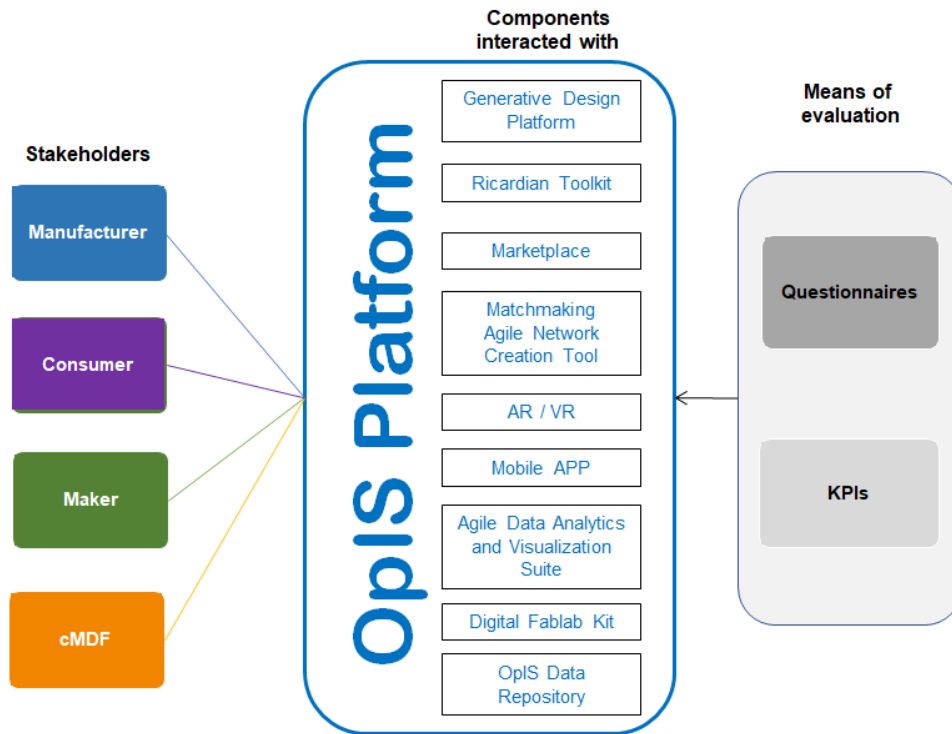 Stakeholders
Manufacturer
Consumer
Maker
cMDF
OpIS Platform
Components
interacted with
Generative Design
Platform
Ricardian Toolkit
Marketplace
Matchmaking
Agile Network
Creation Tool
AR / VR
Mobile APP
Agile Data Analytics
and Visualization
Suite
Digital Fablab Kit
OpIS Data
Repository
Means of
evaluation
Questionnaires
KPIs